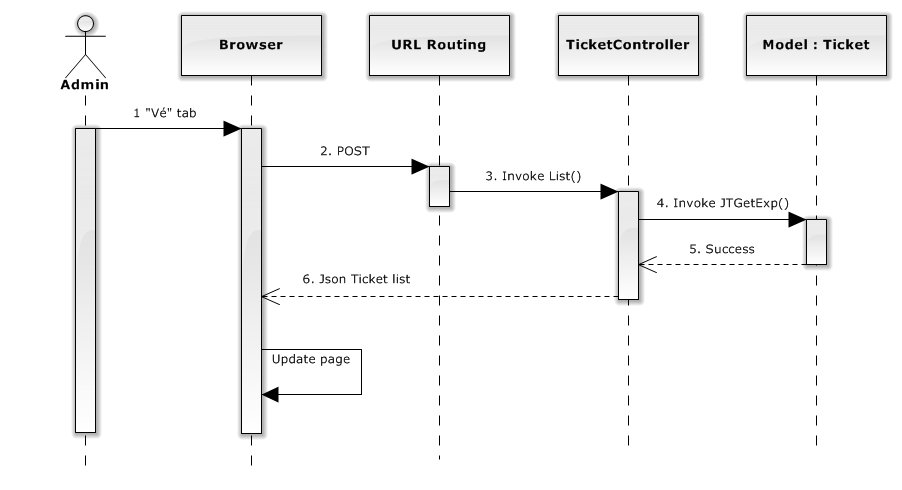 Browser
URL Routing
TicketController
Model : Ticket
Admin
1 "Vé" tab
2. POST
3. Invoke List()
4. Invoke JTGetExp()
5. Success
6. Json Ticket list
Update page